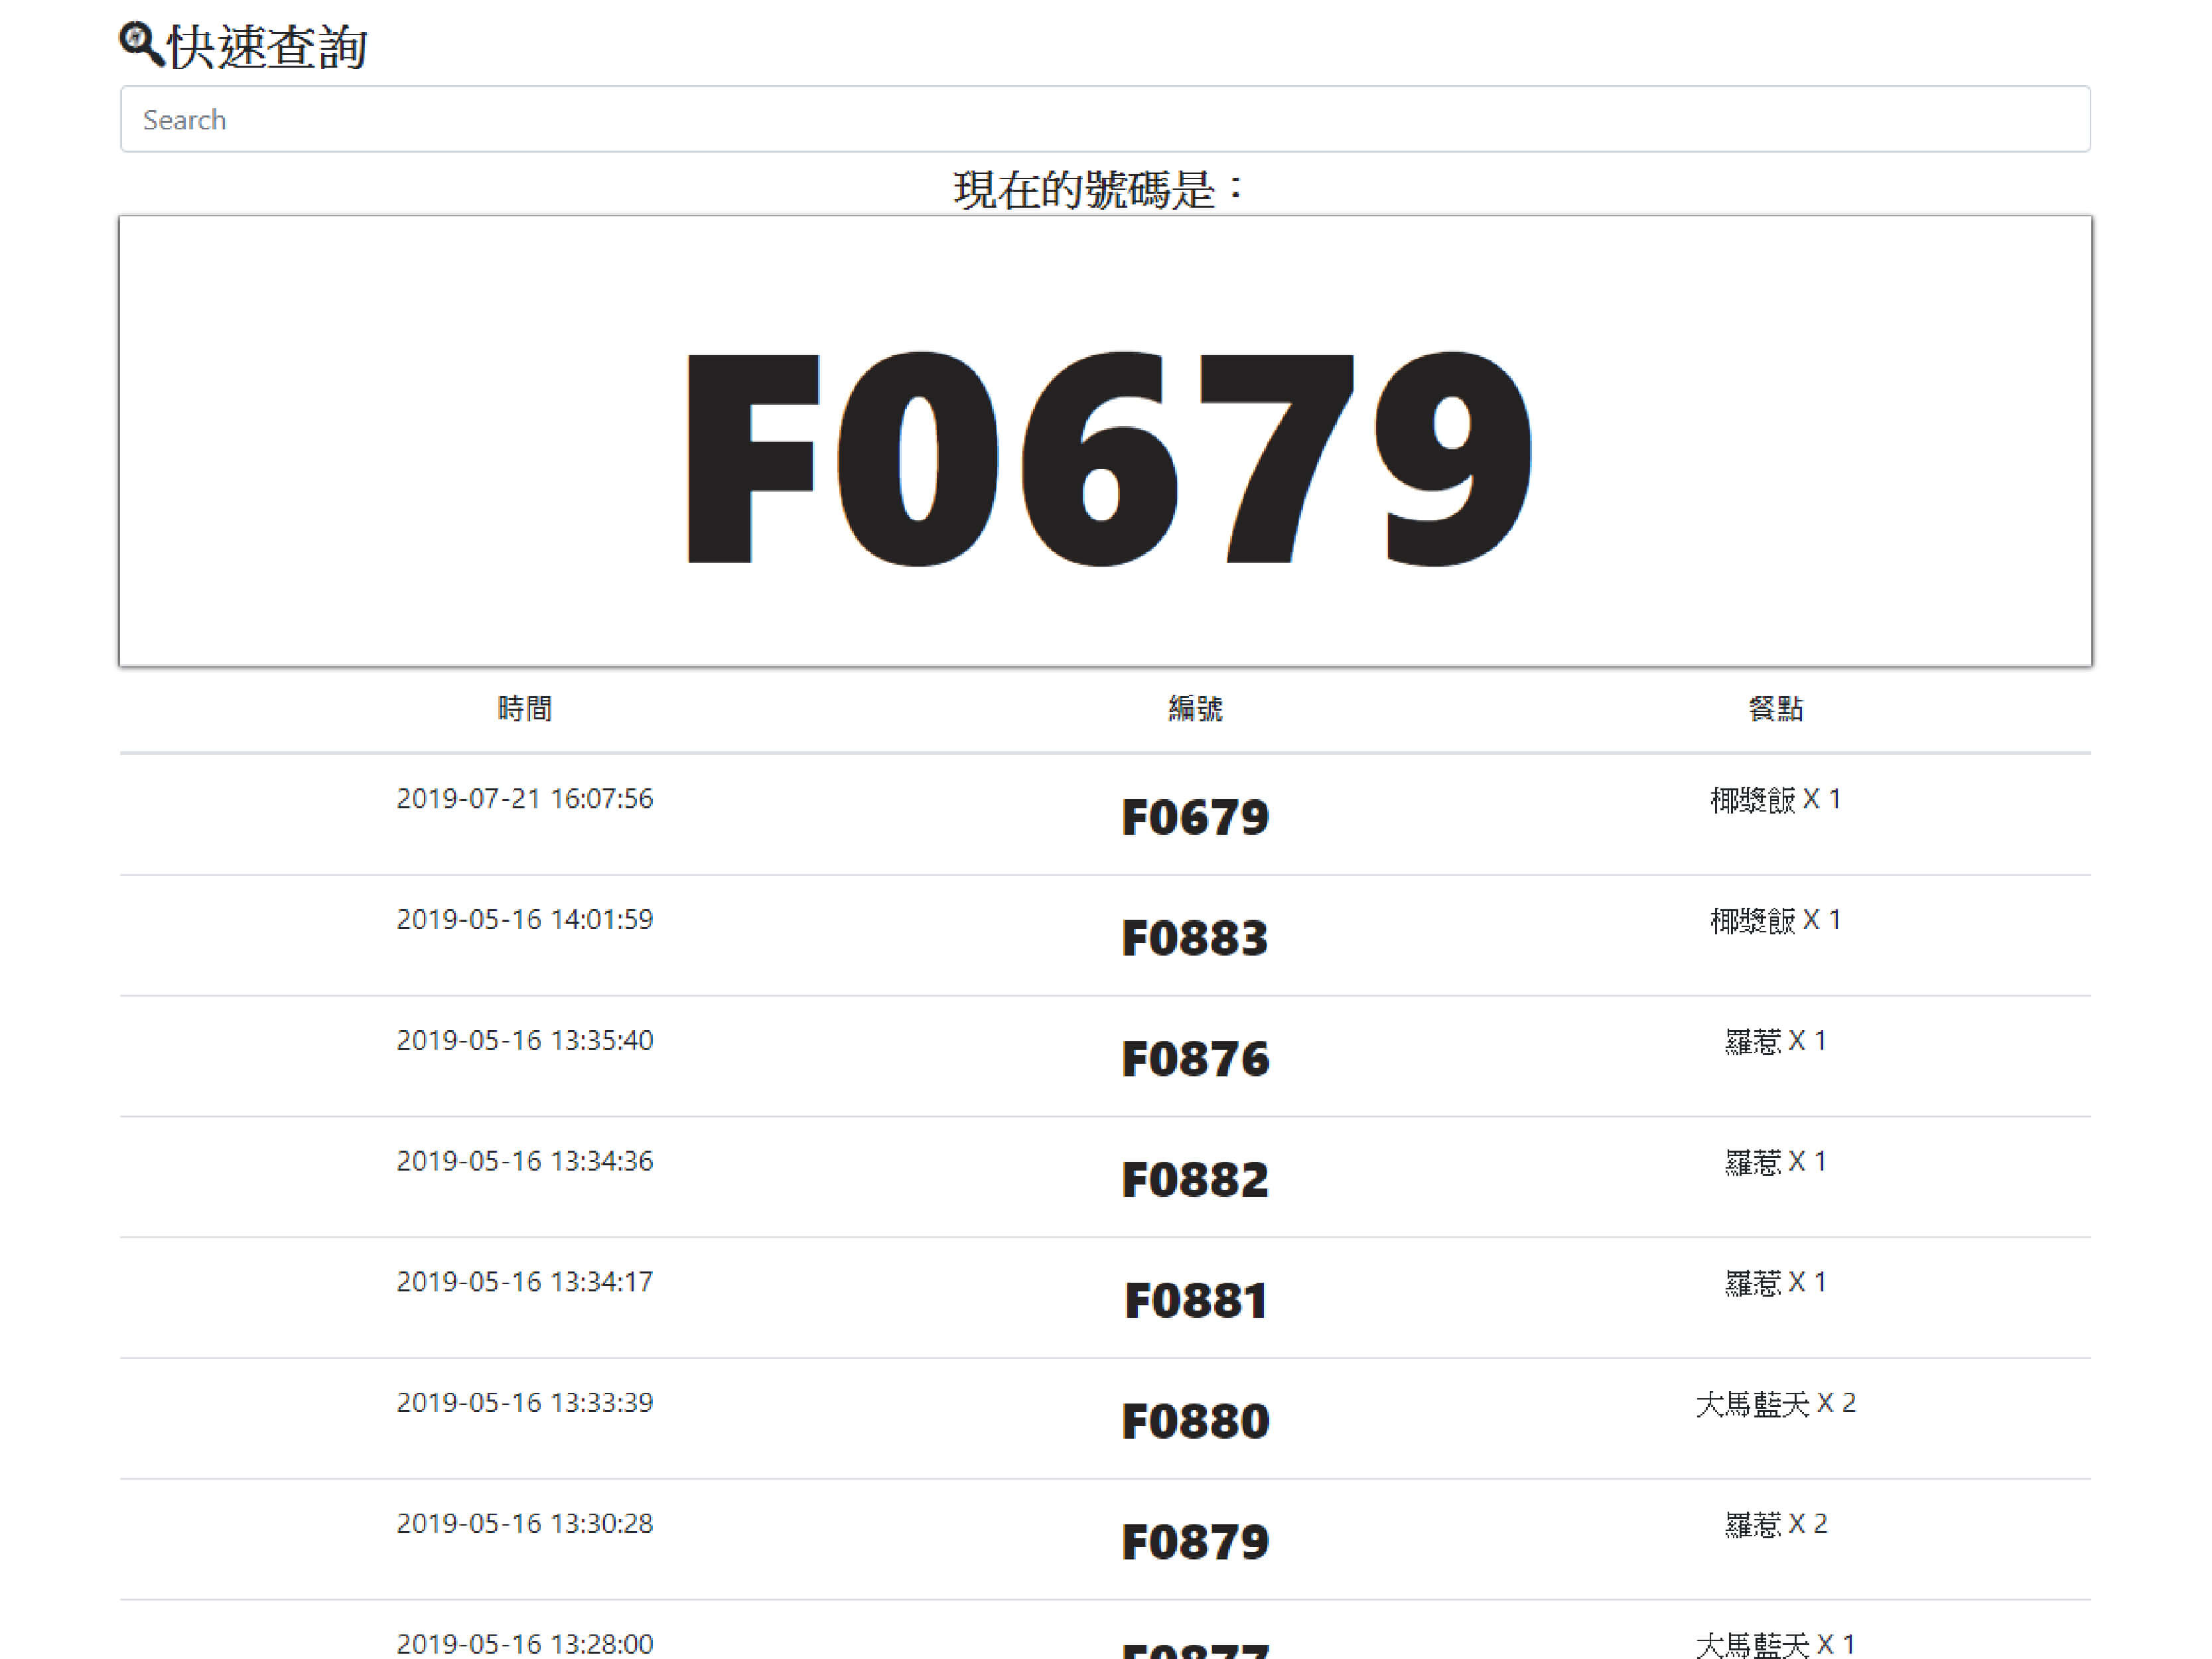 快速查詢
Search
現在的號碼是：
F0679
時間 編號 餐點
2019-07-21 16:07:56 F0679 椰漿飯 X 1
2019-05-16 14:01:59 F0883 椰漿飯 X 1
2019-05-16 13:35:40 F0876 羅惹 X 1
2019-05-16 13:34:36 F0882 羅惹 X 1
2019-05-16 13:34:17 F0881 羅惹 X 1
2019-05-16 13:33:39 F0880 大馬藍天 X 2
2019-05-16 13:30:28 F0879 羅惹 X 2
2019-05-16 13:28:00 F0877 大馬藍天 X 1